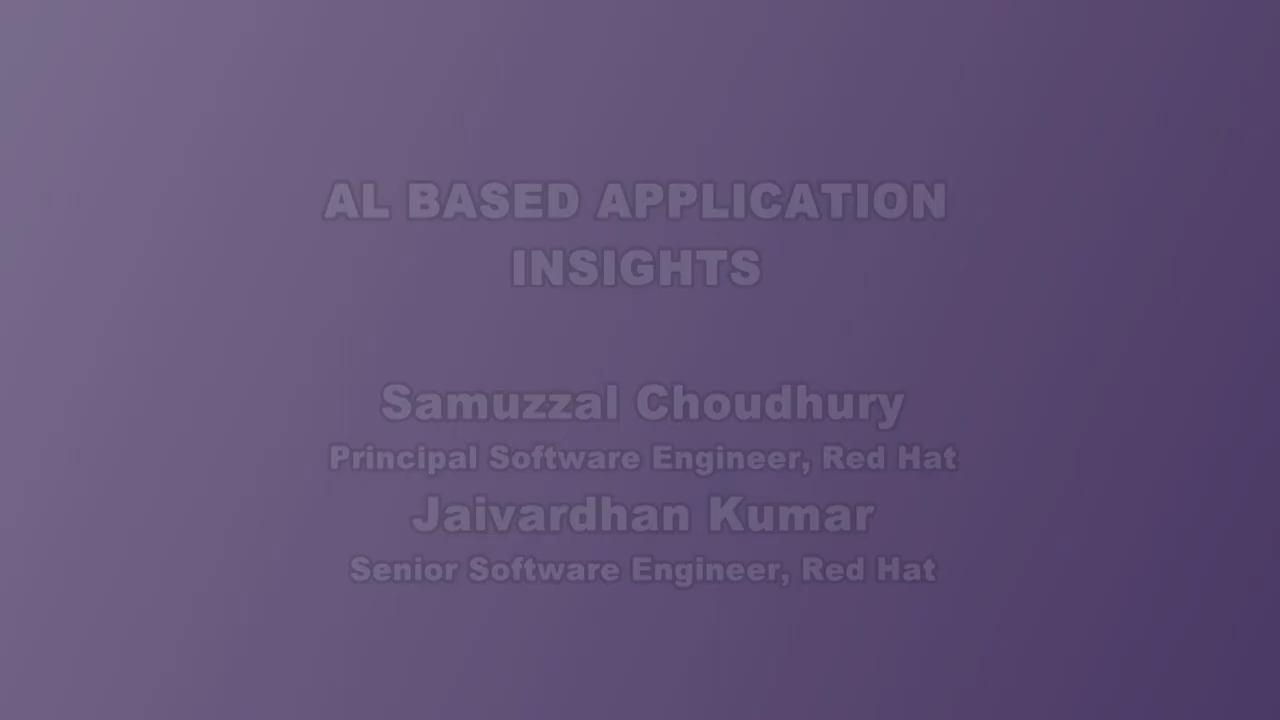 AL BASED APPLICATION
INSIGHTS
Samuzzal Choudhury
Principal Software Engineer, Red Hat
Jaivardhan Kumar
Senior Software Engineer, Red Hat